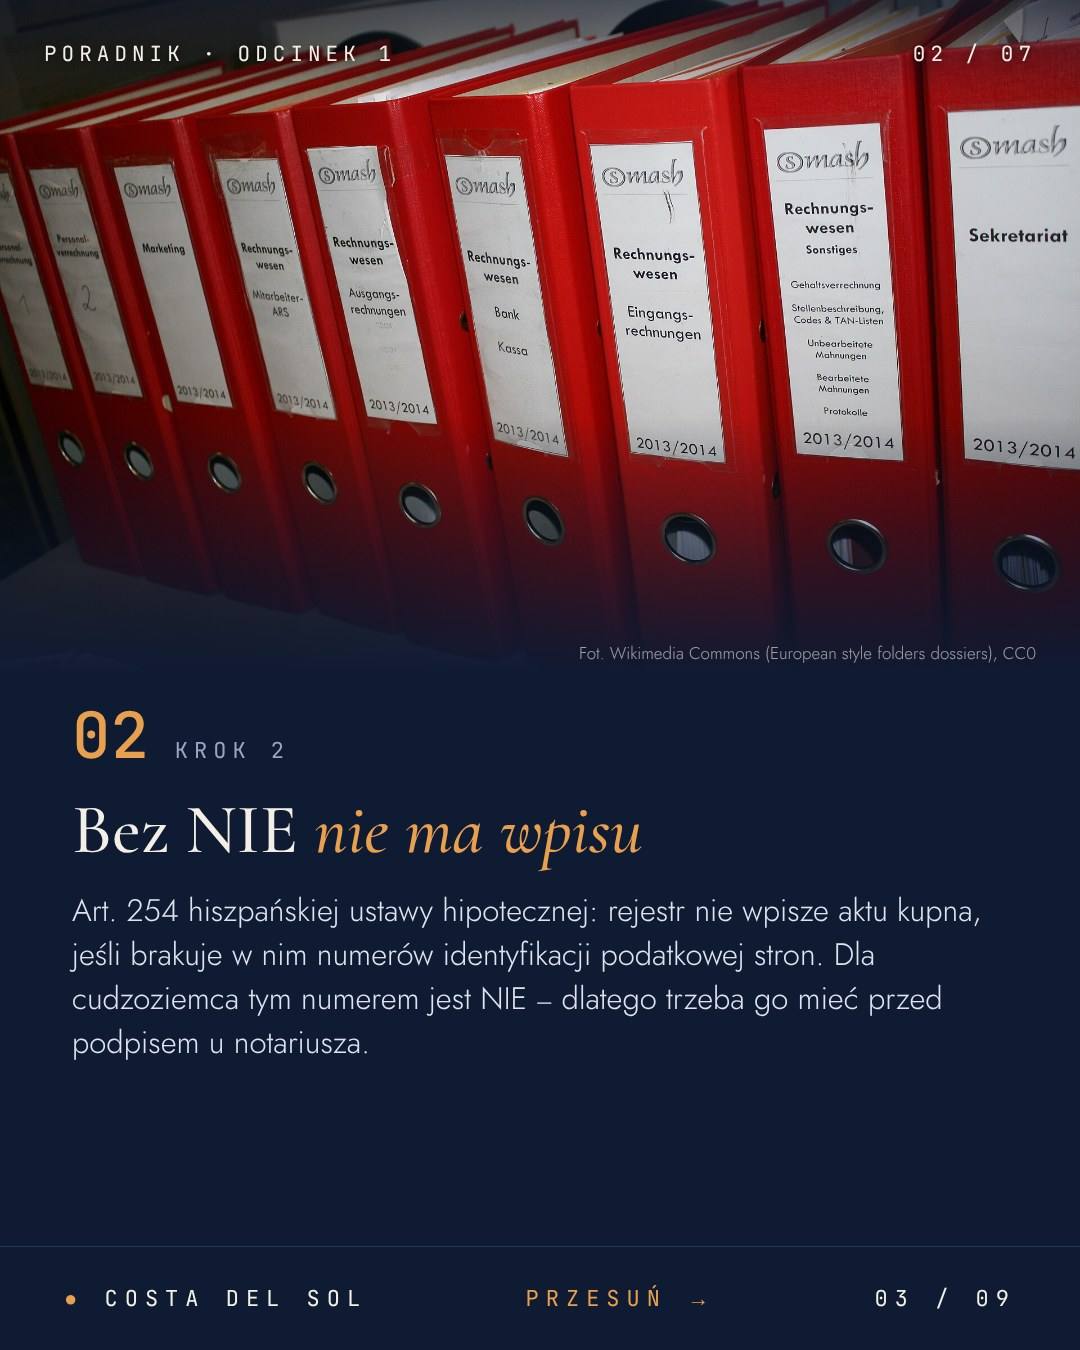 PORADNIK · ODCINEK 1
02 / 07
smash
Personal-
verrechnung
2
2013/2014
smash
Marketing
2013/2014
smash
Rechnungs-
wesen
Mitarbeiter-
ARS
2013/2014
smash
Rechnungs-
wesen
Ausgangs-
rechnungen
2013/2014
smash
Rechnungs-
wesen
Bank
Kassa
2013/2014
smash
Rechnungs-
wesen
Eingangs-
rechnungen
2013/2014
smash
Rechnungs-
wesen
Sonstiges
Gehaltsverrechnung
Stellenbeschreibung,
Codes & TAN-Listen
Unbearbeitete
Mahnungen
Bearbeitete
Mahnungen
Protokolle
2013/2014
smash
Sekretariat
2013/2014
Fot. Wikimedia Commons (European style folders dossiers), CC0
02 KROK 2
Bez NIE nie ma wpisu
Art. 254 hiszpańskiej ustawy hipotecznej: rejestr nie wpisze aktu kupna,
jeśli brakuje w nim numerów identyfikacji podatkowej stron. Dla
cudzoziemca tym numerem jest NIE – dlatego trzeba go mieć przed
podpisem u notariusza.
• COSTA DEL SOL
PRZESUŃ →
03 / 09